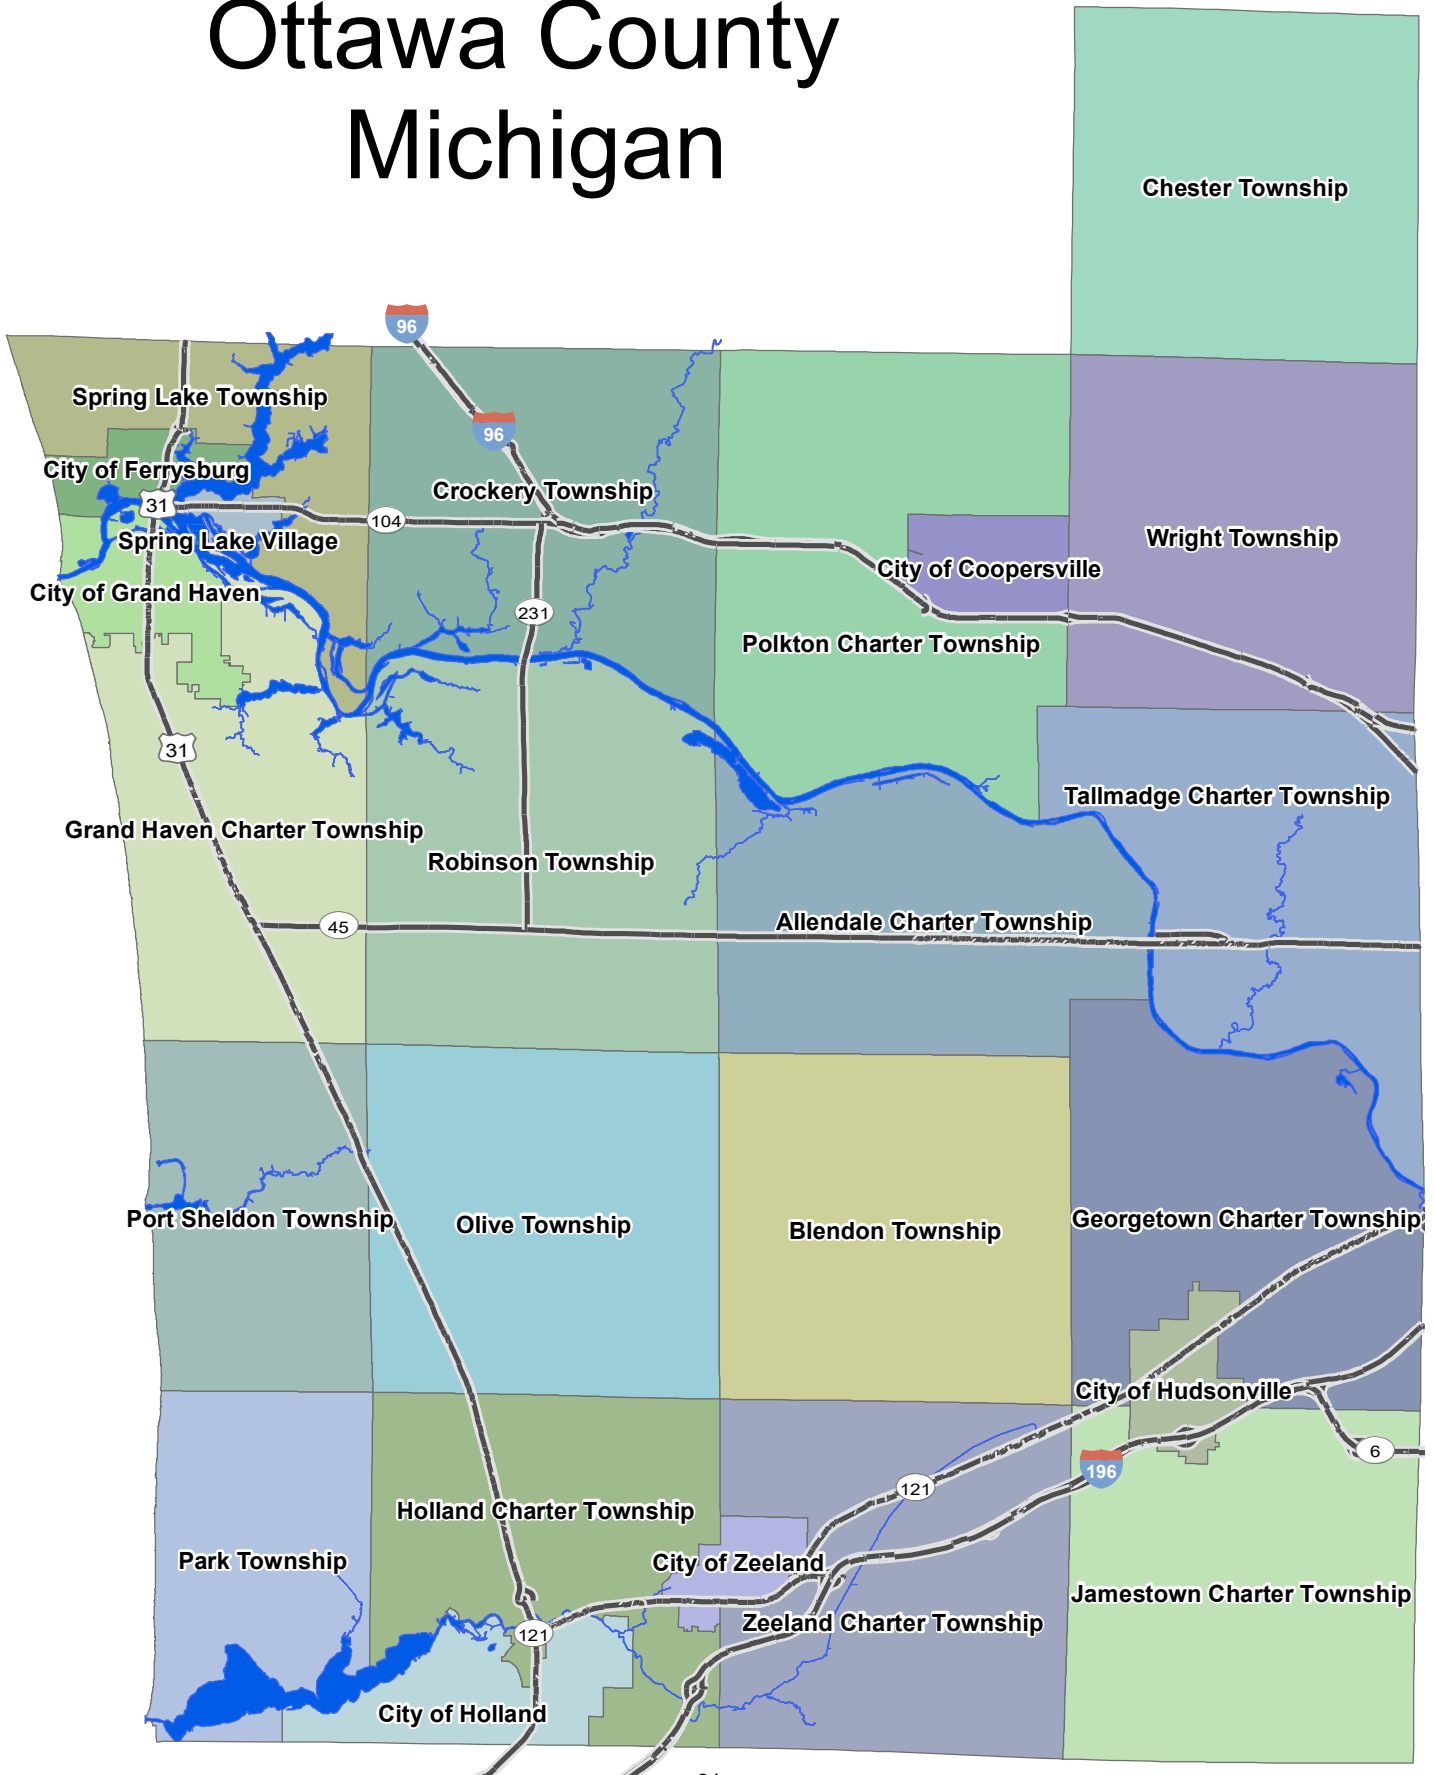 Ottawa County
Michigan
Chester Township
96
Spring Lake Township
96
City of Ferrysburg
Crockery Township
31
104
Spring Lake Village
Wright Township
City of Coopersville
City of Grand Haven
231
Polkton Charter Township
31
Tallmadge Charter Township
Grand Haven Charter Township
Robinson Township
Allendale Charter Township
45
Port Sheldon Township
Olive Township
Blendon Township
Georgetown Charter Township
City of Hudsonville
6
196
121
Holland Charter Township
Park Township
City of Zeeland
Jamestown Charter Township
Zeeland Charter Township
121
City of Holland